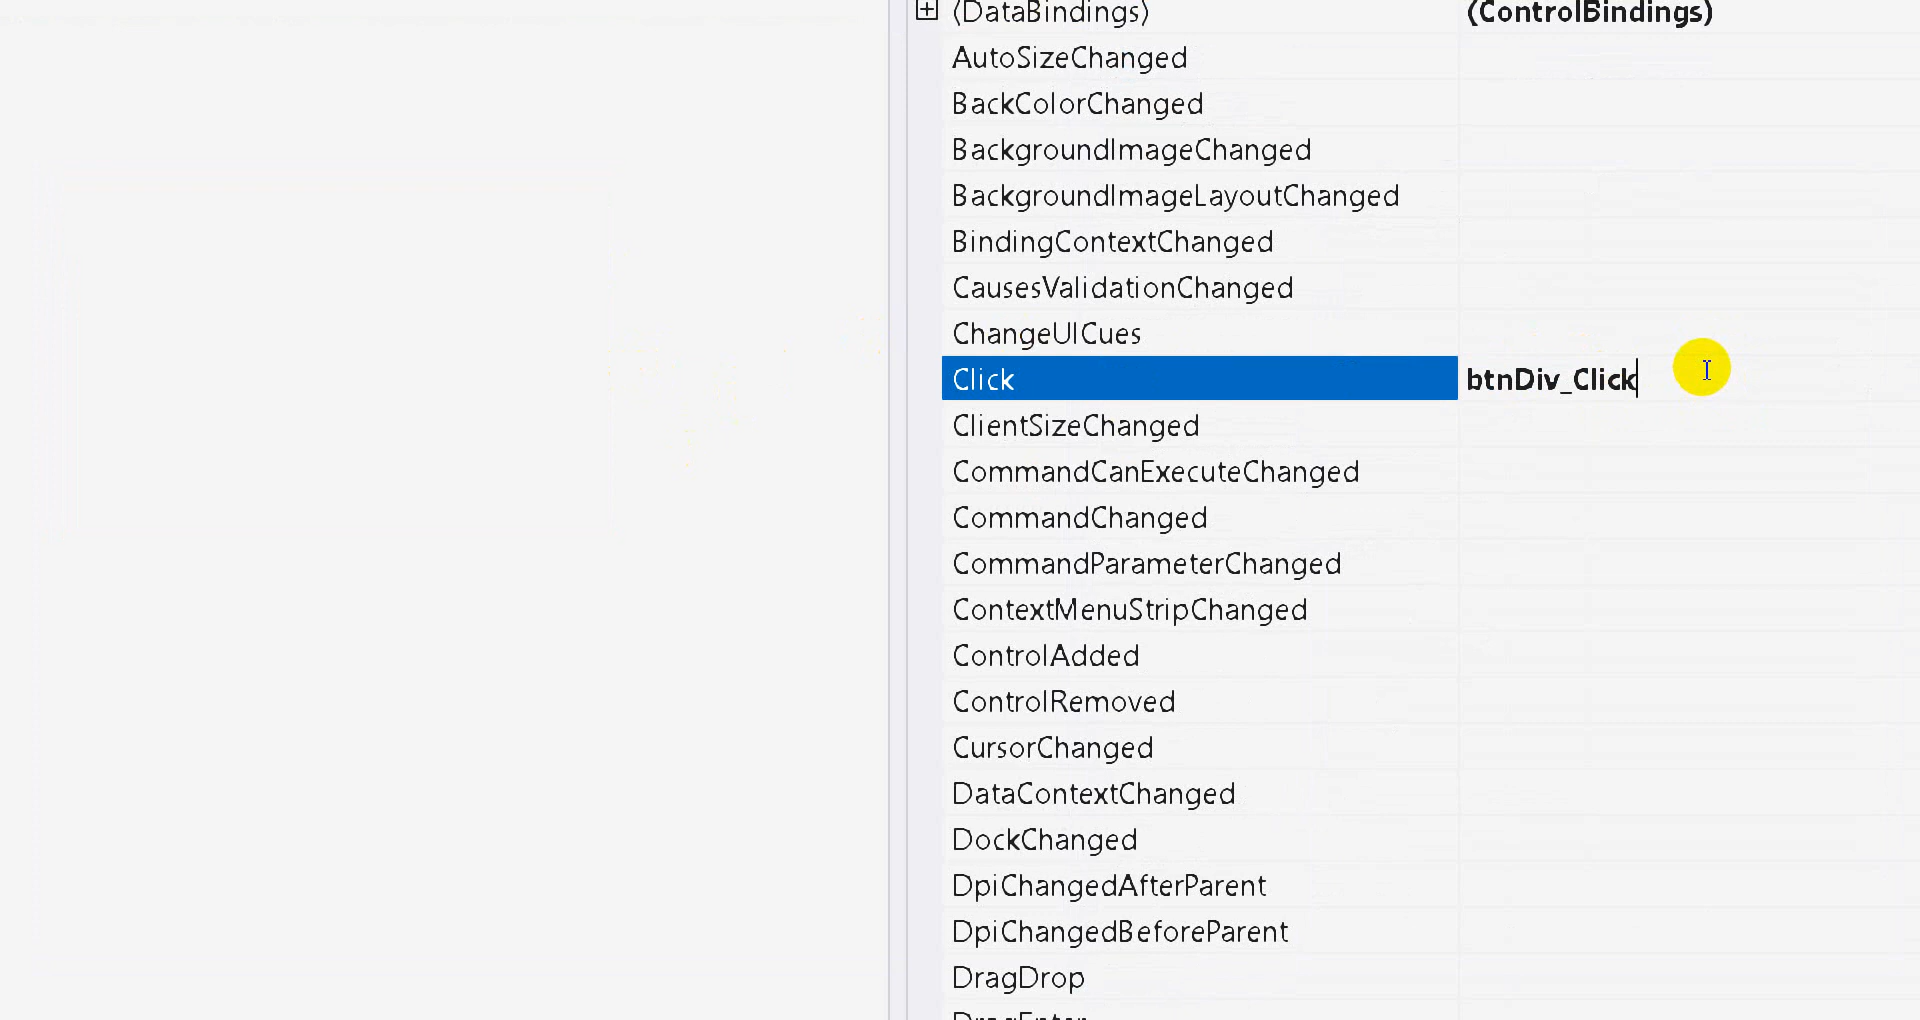 (DataBindings) (ControlBindings)
AutoSizeChanged
BackColorChanged
BackgroundImageChanged
BackgroundImageLayoutChanged
BindingContextChanged
CausesValidationChanged
ChangeUICues
Click btnDiv_Click
ClientSizeChanged
CommandCanExecuteChanged
CommandChanged
CommandParameterChanged
ContextMenuStripChanged
ControlAdded
ControlRemoved
CursorChanged
DataContextChanged
DockChanged
DpiChangedAfterParent
DpiChangedBeforeParent
DragDrop